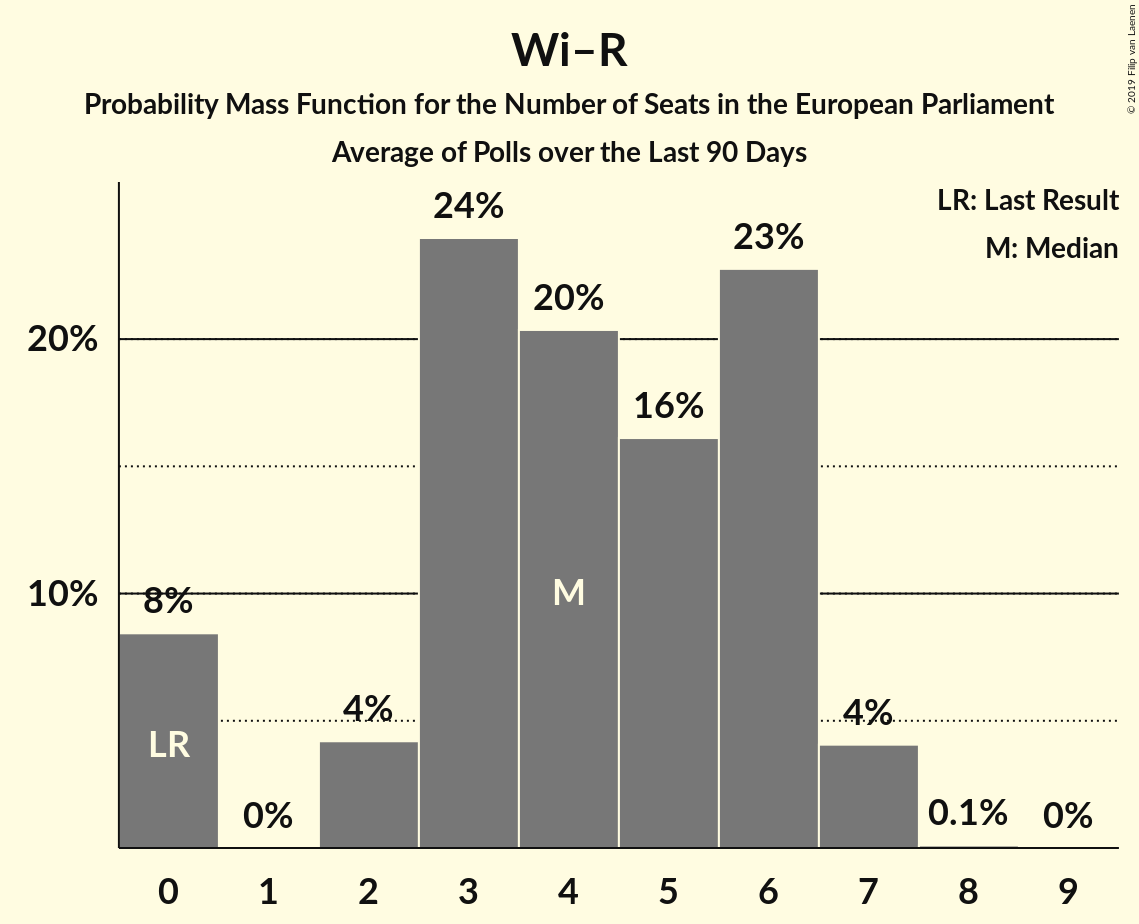 Wi–R
Probability Mass Function for the Number of Seats in the European Parliament
Average of Polls over the Last 90 Days
© 2019 Filip van Laenen
LR: Last Result
M: Median
24%
23%
20%
20%
16%
10%
8%
M
4%
4%
LR
0%
0.1%
0%
0 1 2 3 4 5 6 7 8 9